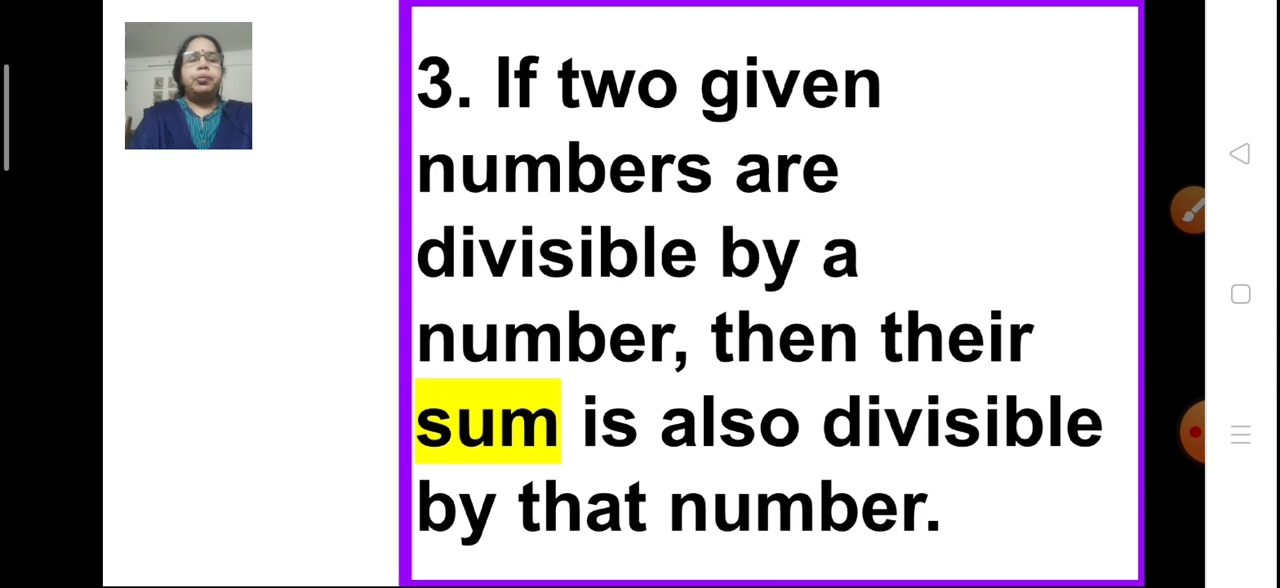 3. If two given
numbers are
divisible by a
number, then their
sum is also divisible
by that number.